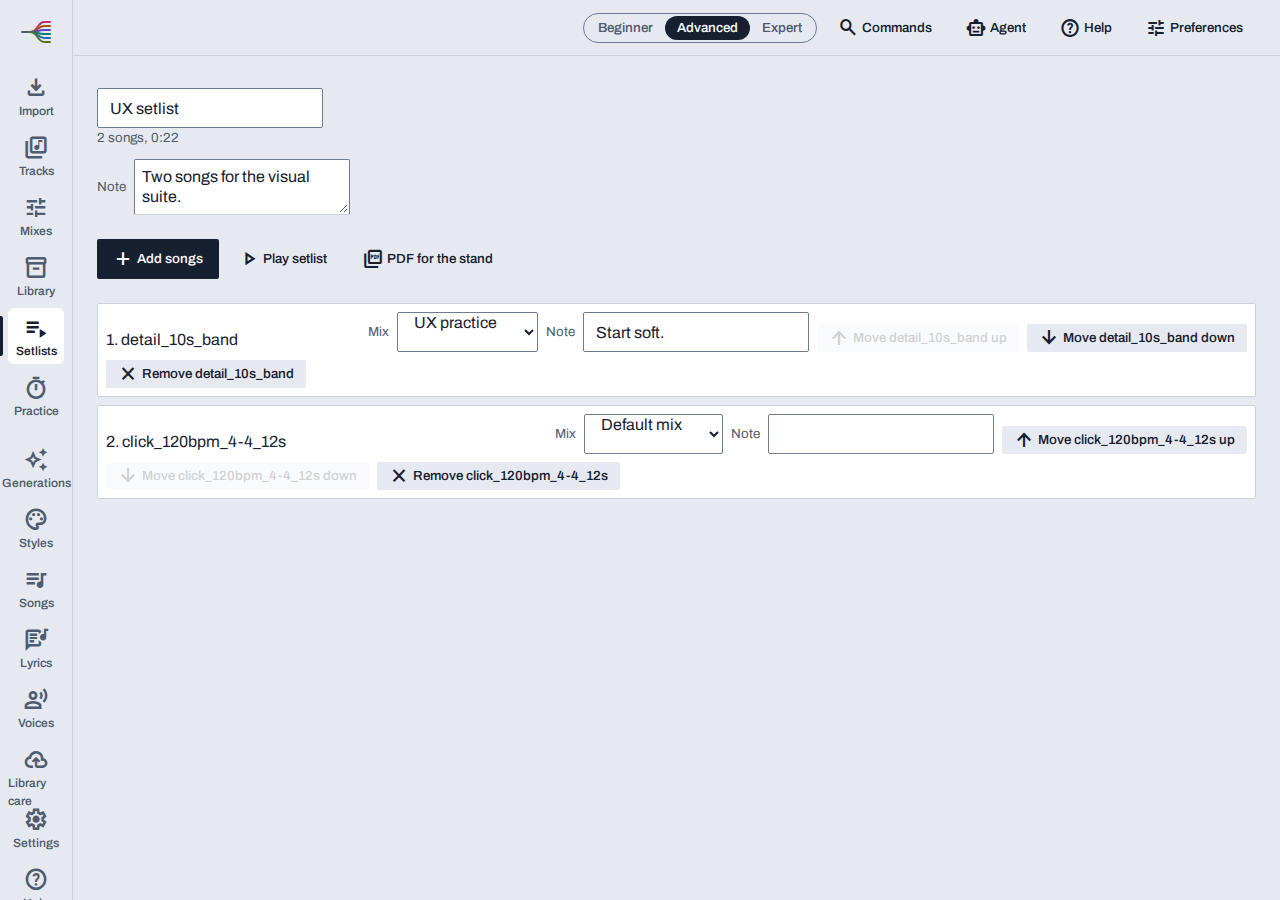 Beginner Advanced Expert Commands Agent Help Preferences
Import
Tracks
Mixes
Library
Setlists
Practice
Generations
Styles
Songs
Lyrics
Voices
Library
care
Settings
UX setlist
2 songs, 0:22
Note Two songs for the visual
suite.
Add songs Play setlist PDF for the stand
1. detail_10s_band Mix UX practice Note Start soft. Move detail_10s_band up Move detail_10s_band down
Remove detail_10s_band
2. click_120bpm_4-4_12s Mix Default mix Note Move click_120bpm_4-4_12s up
Move click_120bpm_4-4_12s down Remove click_120bpm_4-4_12s